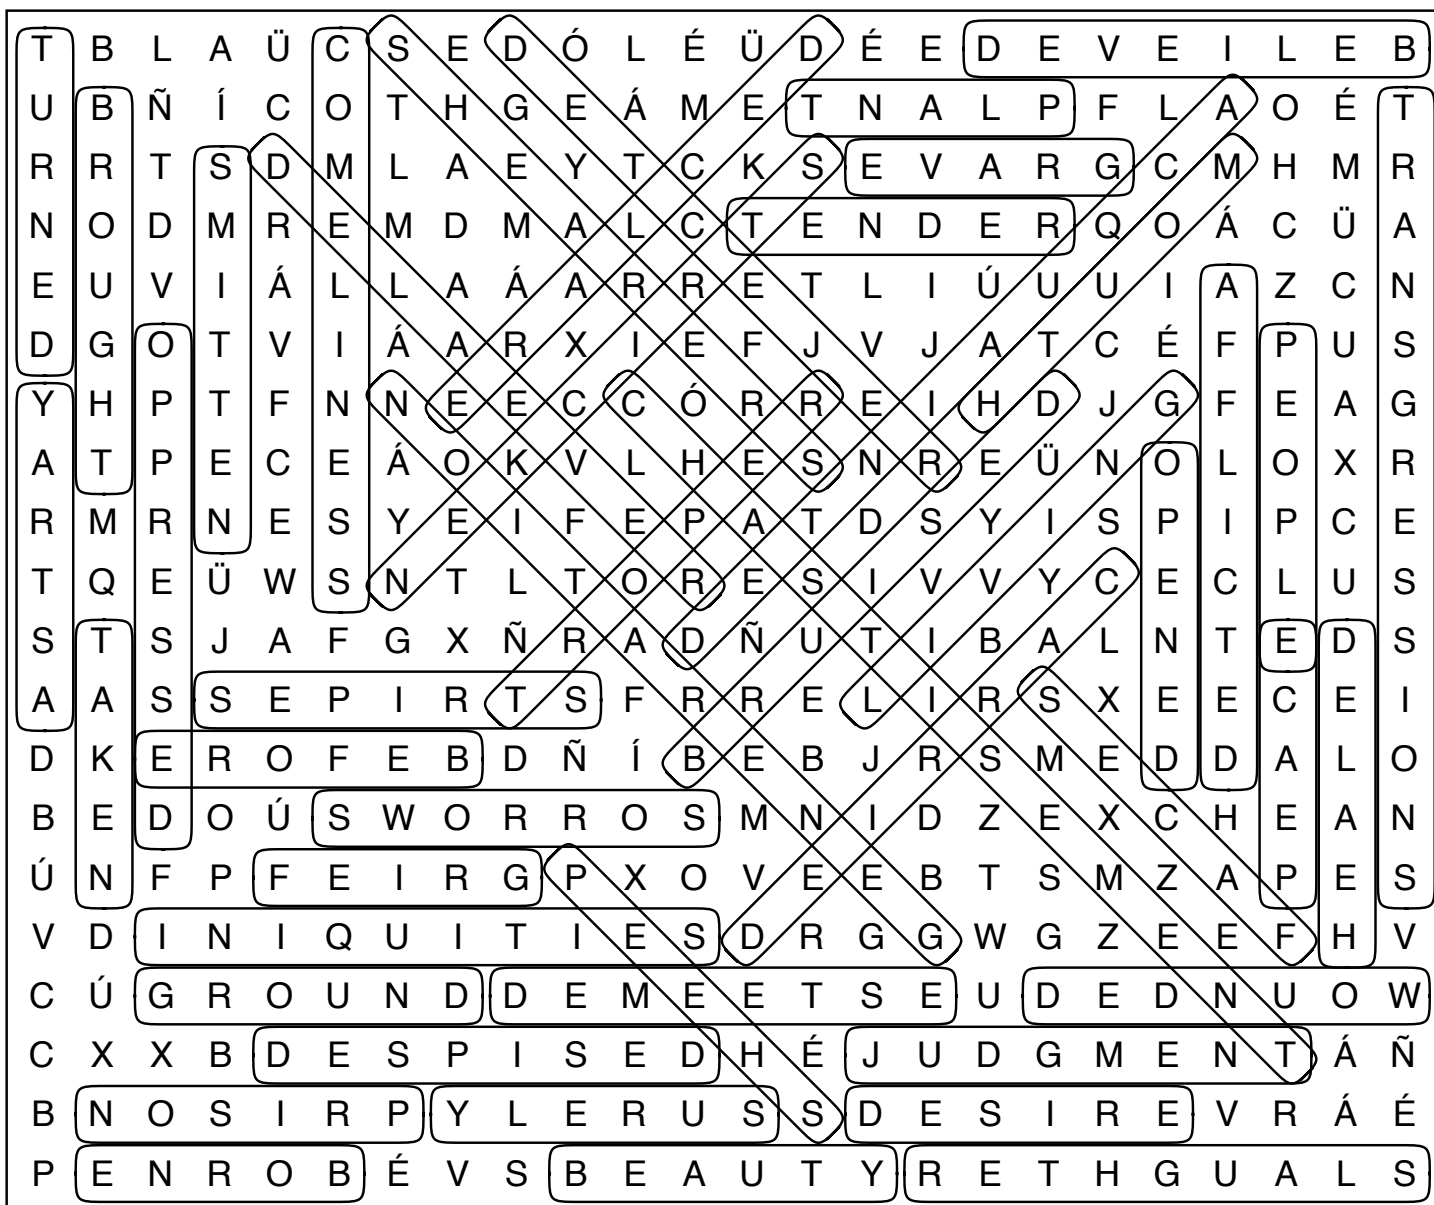 T B L A Ü C S E D Ó L É Ü D É E D E V E I L E B
U B Ñ Í C O T H G E Á M E T N A L P F L A O É T
R R T S D M L A E Y T C K S E V A R G C M H M R
N O D M R E M D M A L C T E N D E R Q O Á C Ü A
E U V I Á L L A Á A R R E T L I Ú U U I A Z C N
D G O T V I Á A R X I E F J V J A T C É F P U S
Y H P T F N N E E C C Ó R R E I H D J G F E A G
A T P E C E Á O K V L H E S N R E Ü N O L O X R
R M R N E S Y E I F E P A T D S Y I S P I P C E
T Q E Ü W S N T L T O R E S I V V Y C E C L U S
S T S J A F G X Ñ R A D Ñ U T I B A L N T E D S
A A S S E P I R T S F R R E L I R S X E E C E I
D K E R O F E B D Ñ Í B E B J R S M E D D A L O
B E D O Ú S W O R R O S M N I D Z E X C H E A N
Ú N F P F E I R G P X O V E E B T S M Z A P E S
V D I N I Q U I T I E S D R G G W G Z E E F H V
C Ú G R O U N D D E M E E T S E U D E D N U O W
C X X B D E S P I S E D H É J U D G M E N T Á Ñ
B N O S I R P Y L E R U S S D E S I R E V R Á É
P E N R O B É V S B E A U T Y R E T H G U A L S